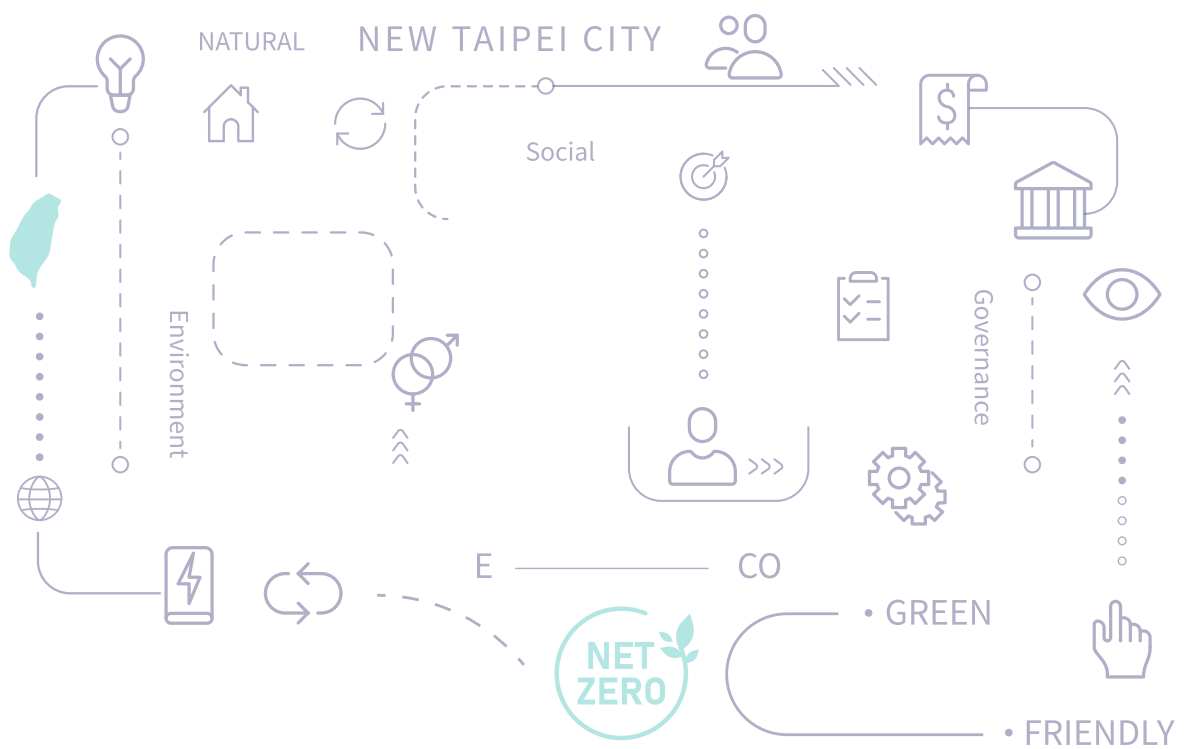 NATURAL
NEW TAIPEI CITY
Social
Environment
Governance
E
CO
GREEN
NET
ZERO
FRIENDLY